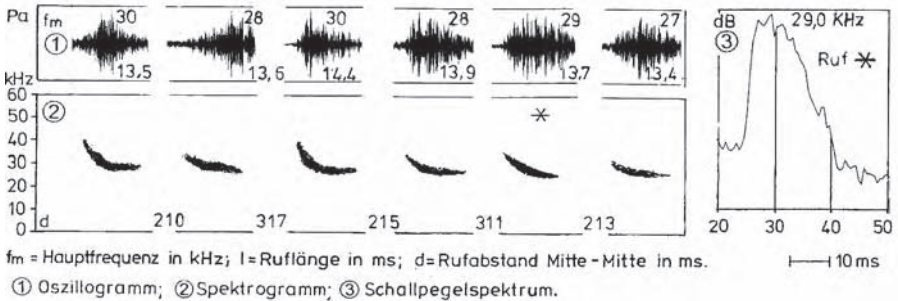 Pa fm 30 28 30 28 29 27 dB 29,0 KHz
① 13,5 13,6 14,4 13,9 13,7 13,4 ③ Ruf *
kHz
60 ② *
50
40
30
20
10
0 d 210 317 215 311 213 20 30 40 50
fm = Hauptfrequenz in kHz; l = Ruflänge in ms; d = Rufabstand Mitte-Mitte in ms. 10 ms
① Oszillogramm; ② Spektrogramm; ③ Schallpegelspektrum.